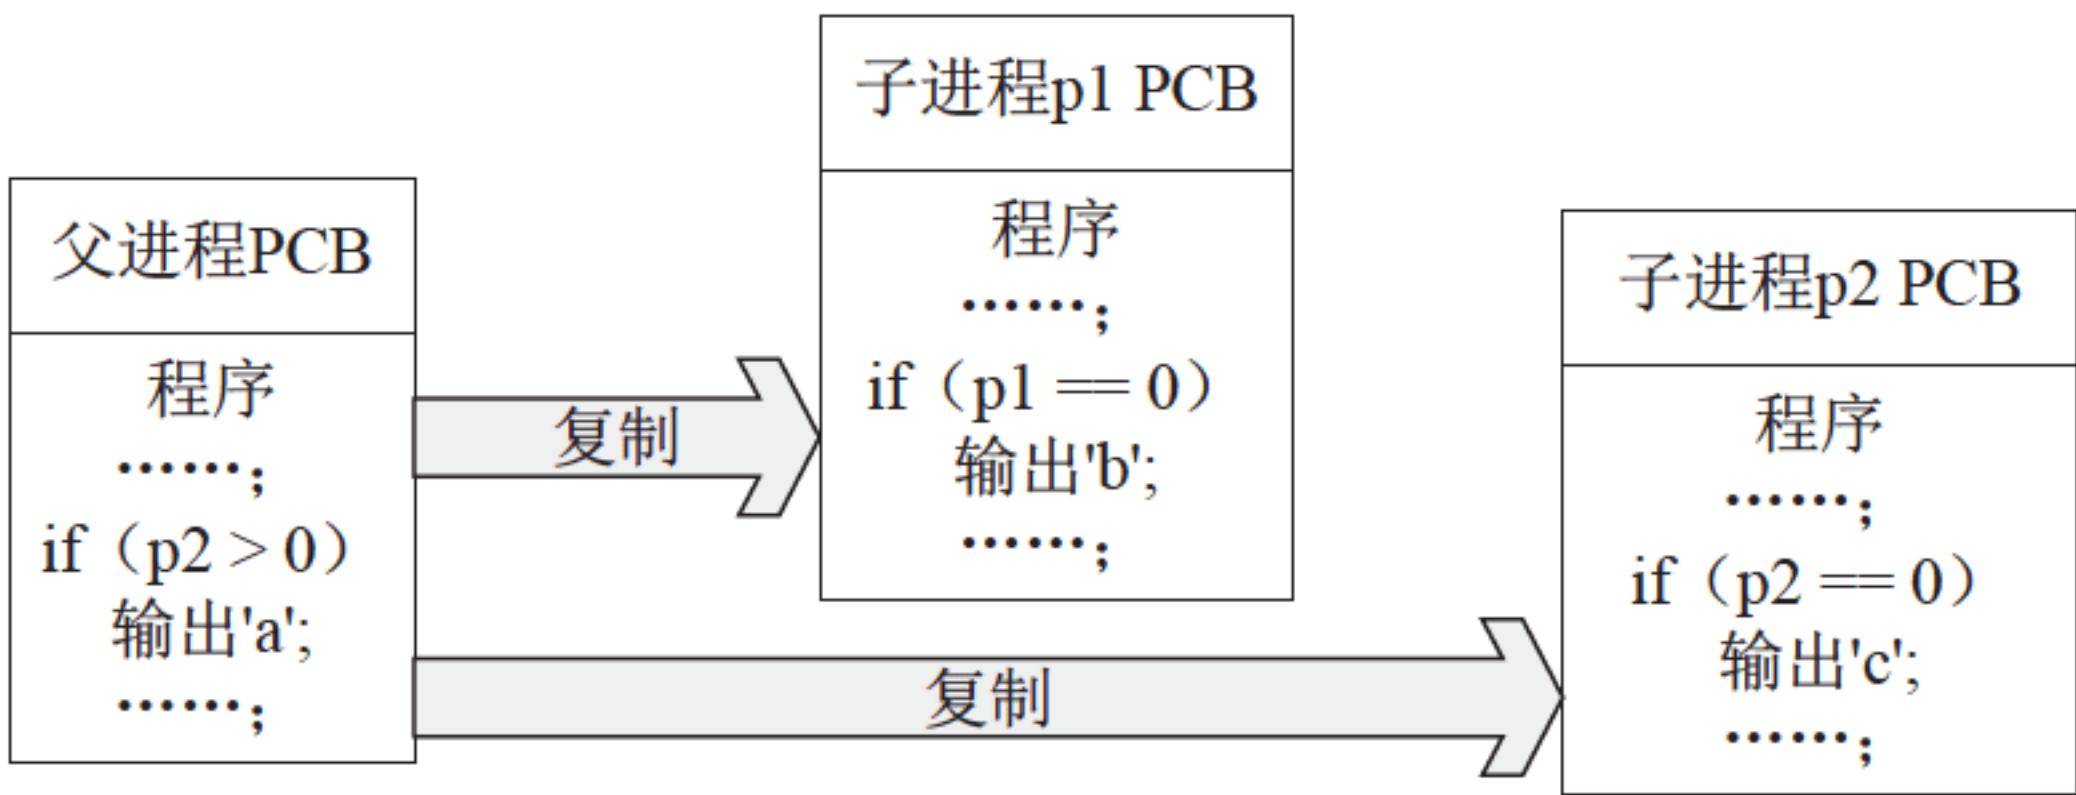 父进程PCB
程序
……；
if（p2 > 0）
输出'a';
……；
复制
复制
子进程p1 PCB
程序
……；
if（p1 == 0）
输出'b';
……；
子进程p2 PCB
程序
……；
if（p2 == 0）
输出'c';
……；